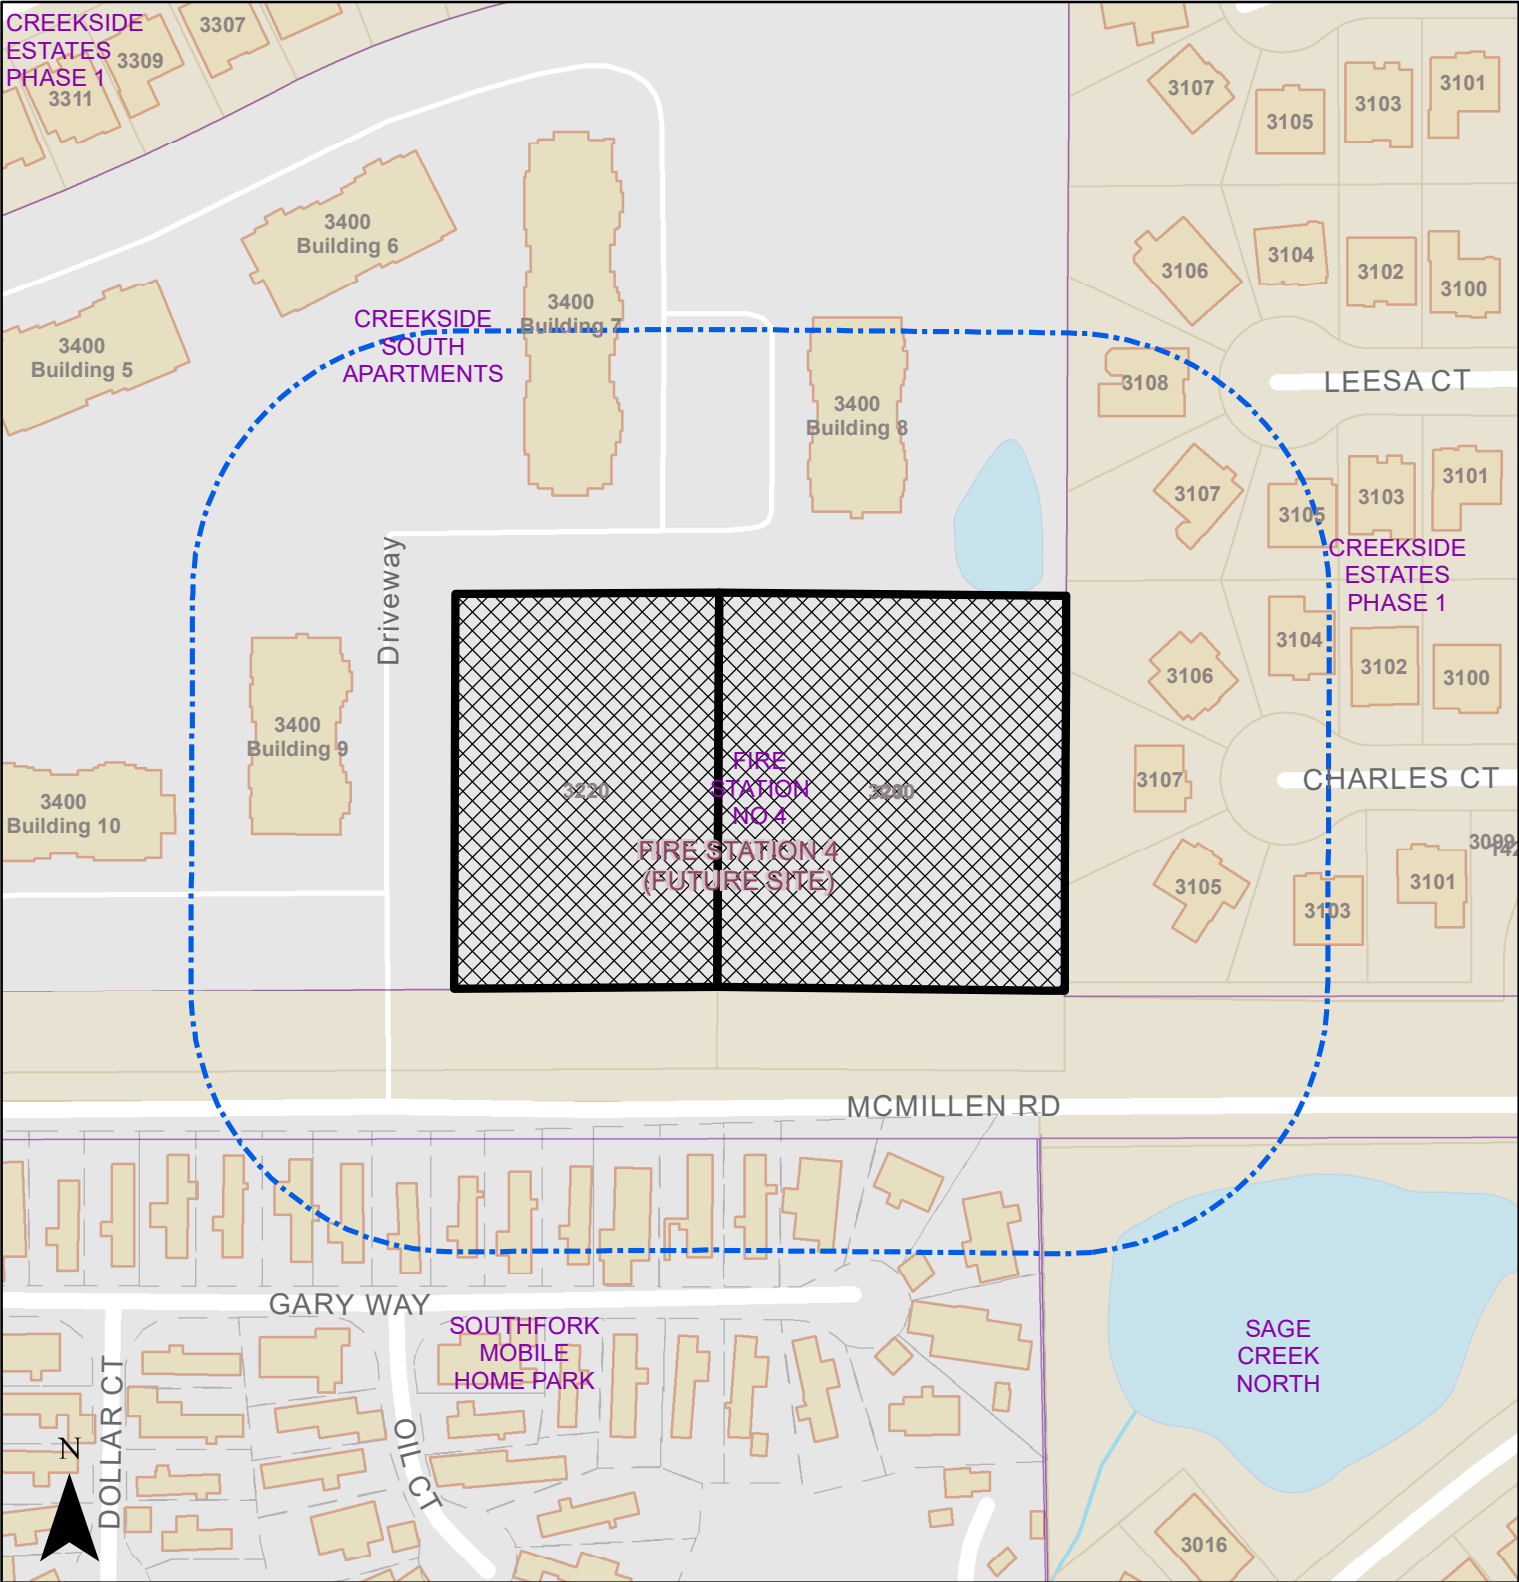 CREEKSIDE
ESTATES
PHASE 1
3307
3309
3311
3107
3105
3103
3101
3400
Building 6
3106
3104
3102
3100
3400
Building 7
CREEKSIDE
SOUTH
APARTMENTS
3400
Building 5
LEESA CT
3108
3400
Building 8
3107
3105
3103
3101
CREEKSIDE
ESTATES
PHASE 1
Driveway
3106
3104
3102
3100
3400
Building 9
3400
Building 10
3220
FIRE
STATION
NO 4
FIRE STATION 4
(FUTURE SITE)
3107
CHARLES CT
3105
3103
3101
3099
MCMILLEN RD
GARY WAY
SOUTHFORK
MOBILE
HOME PARK
SAGE
CREEK
NORTH
DOLLAR CT
OIL CT
N
3016